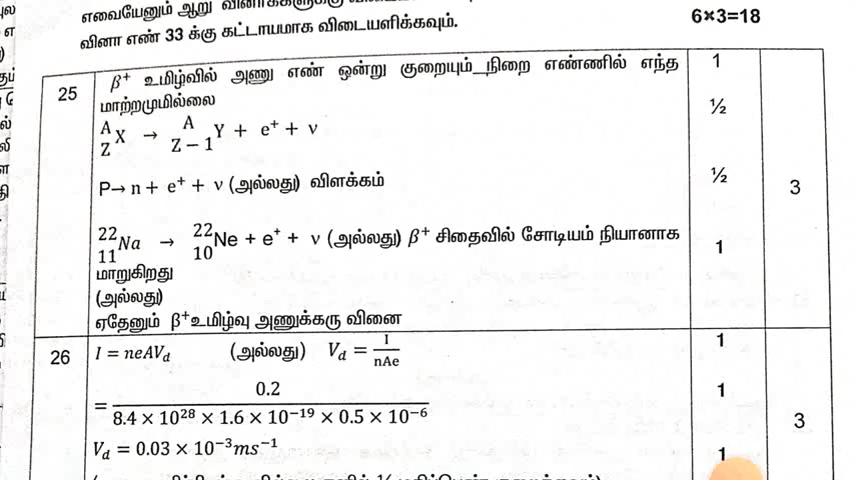 எவையேனும் ஆறு
வினா எண் 33 க்கு கட்டாயமாக விடையளிக்கவும்.
6×3=18
25 β⁺ உமிழ்வில் அணு எண் ஒன்று குறையும் நிறை எண்ணில் எந்த 1
மாற்றமுமில்லை ½
A/Z X → A/Z − 1 Y + e⁺ + ν
P→ n + e⁺ + ν (அல்லது) விளக்கம் ½
3
22/11 Na → 22/10 Ne + e⁺ + ν (அல்லது) β⁺ சிதைவில் சோடியம் நியானாக 1
மாறுகிறது
(அல்லது)
ஏதேனும் β⁺ உமிழ்வு அணுக்கரு வினை
26 I = neAV_d (அல்லது) V_d = I/nAe 1
= 0.2 / 8.4 × 10²⁸ × 1.6 × 10⁻¹⁹ × 0.5 × 10⁻⁶ 1
3
V_d = 0.03 × 10⁻³ms⁻¹ 1